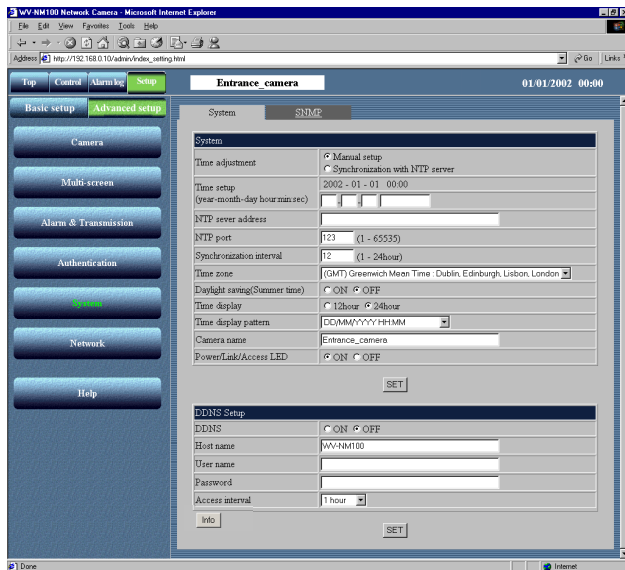 WV-NM100 Network Camera - Microsoft Internet Explorer
File Edit View Favorites Tools Help
Address http://192.168.0.10/admin/index_setting.html Go Links
Top Control Alarm log Setup Entrance_camera 01/01/2002 00:00
Basic setup Advanced setup
Camera
Multi-screen
Alarm & Transmission
Authentication
System
Network
Help
System SNMP
System
Time adjustment
Manual setup
Synchronization with NTP server
Time setup
(year-month-day hour:min:sec)
2002 - 01 - 01 00:00
- -
NTP sever address
NTP port 123 (1 - 65535)
Synchronization interval 12 (1 - 24hour)
Time zone (GMT) Greenwich Mean Time : Dublin, Edinburgh, Lisbon, London
Daylight saving(Summer time) ON OFF
Time display 12hour 24hour
Time display pattern DD/MM/YYYY HH:MM
Camera name Entrance_camera
Power/Link/Access LED ON OFF
SET
DDNS Setup
DDNS ON OFF
Host name WV-NM100
User name
Password
Access interval 1 hour
Info
SET
Done Internet